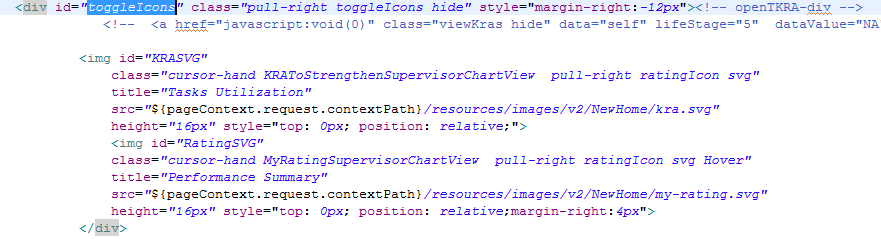 <div id="toggleIcons" class="pull-right toggleIcons hide" style="margin-right:-12px"><!-- openTKRA-div -->
<!--  <a href="javascript:void(0)" class="viewKras hide" data="self" lifeStage="5"  dataValue="NA
<img id="KRASVG"
class="cursor-hand KRAToStrengthenSupervisorChartView  pull-right ratingIcon svg"
title="Tasks Utilization"
src="${pageContext.request.contextPath}/resources/images/v2/NewHome/kra.svg"
height="16px" style="top: 0px; position: relative;">
<img id="RatingSVG"
class="cursor-hand MyRatingSupervisorChartView  pull-right ratingIcon svg Hover"
title="Performance Summary"
src="${pageContext.request.contextPath}/resources/images/v2/NewHome/my-rating.svg"
height="16px" style="top: 0px; position: relative;margin-right:4px">
</div>